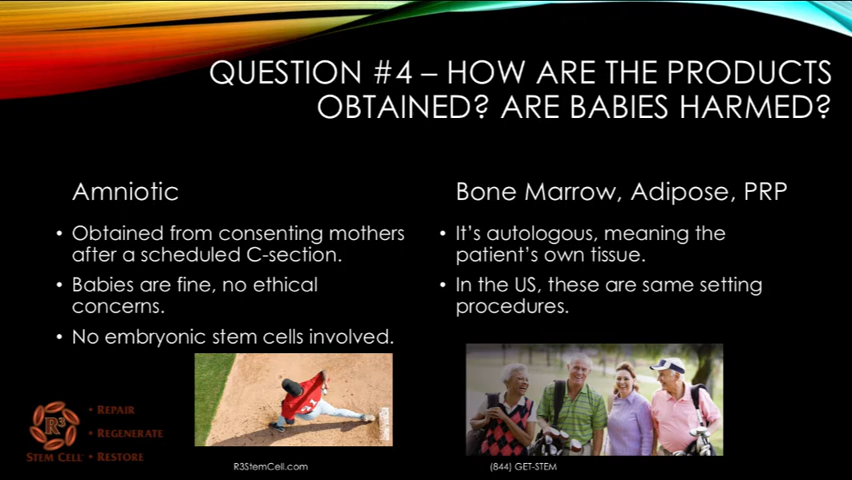 QUESTION #4 – HOW ARE THE PRODUCTS
OBTAINED? ARE BABIES HARMED?
Amniotic
• Obtained from consenting mothers
after a scheduled C-section.
• Babies are fine, no ethical
concerns.
• No embryonic stem cells involved.
Bone Marrow, Adipose, PRP
• It's autologous, meaning the
patient's own tissue.
• In the US, these are same setting
procedures.
R3
STEM CELL
• REPAIR
• REGENERATE
• RESTORE
R3StemCell.com
(844) GET-STEM